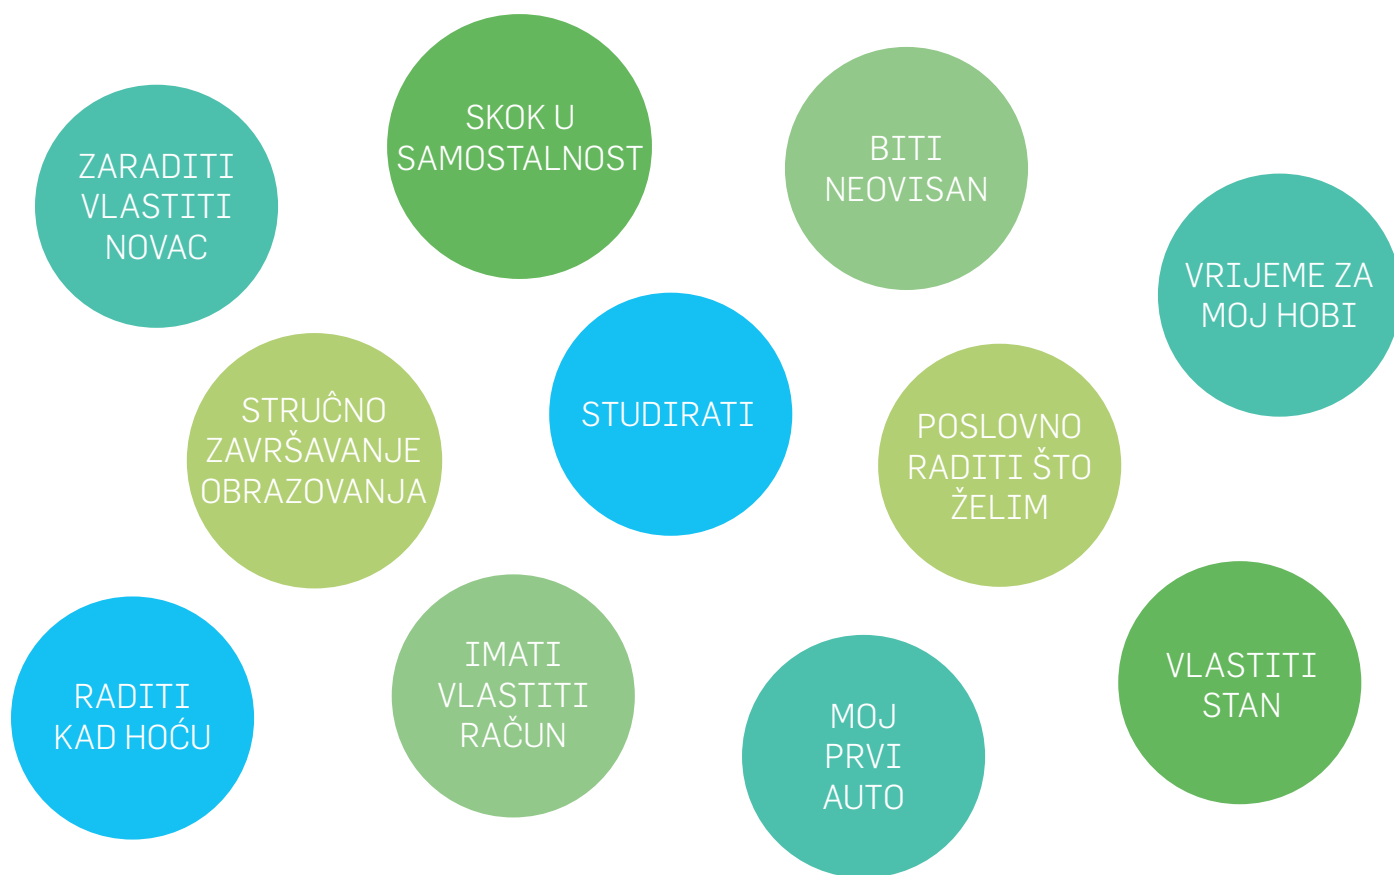 SKOK U
SAMOSTALNOST
BITI
NEOVISAN
ZARADITI
VLASTITI
NOVAC
VRIJEME ZA
MOJ HOBI
STRUĈNO
ZAVRŠAVANJE
OBRAZOVANJA
STUDIRATI
POSLOVNO
RADITI ŠTO
ŽELIM
RADITI
KAD HOĆU
IMATI
VLASTITI
RAČUN
MOJ
PRVI
AUTO
VLASTITI
STAN